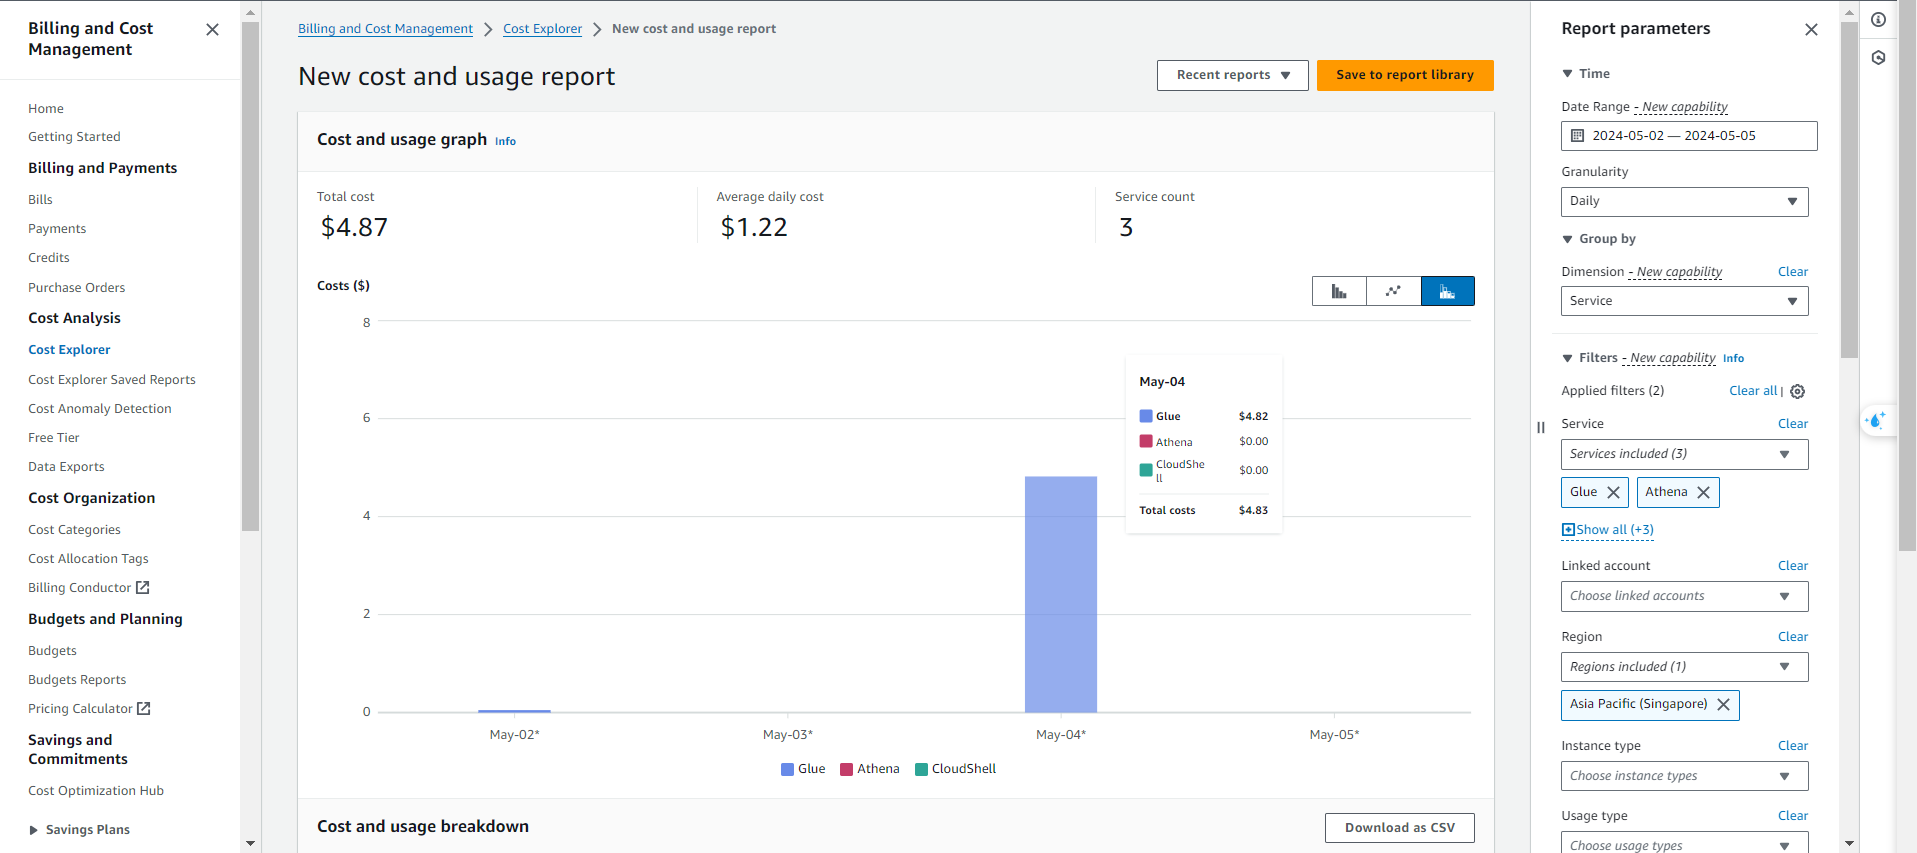 Billing and Cost
Management
Home
Getting Started
Billing and Payments
Bills
Payments
Credits
Purchase Orders
Cost Analysis
Cost Explorer
Cost Explorer Saved Reports
Cost Anomaly Detection
Free Tier
Data Exports
Cost Organization
Cost Categories
Cost Allocation Tags
Billing Conductor
Budgets and Planning
Budgets
Budgets Reports
Pricing Calculator
Savings and
Commitments
Cost Optimization Hub
Savings Plans
Billing and Cost Management > Cost Explorer > New cost and usage report
New cost and usage report
Recent reports
Save to report library
Cost and usage graph Info
Total cost
$4.87
Average daily cost
$1.22
Service count
3
Costs ($)
8
6
4
2
0
May-02*
May-03*
May-04*
May-05*
May-04
Glue $4.82
Athena $0.00
CloudShe
ll $0.00
Total costs $4.83
Glue Athena CloudShell
Cost and usage breakdown
Download as CSV
Report parameters
Time
Date Range - New capability
2024-05-02 — 2024-05-05
Granularity
Daily
Group by
Dimension - New capability Clear
Service
Filters - New capability Info
Applied filters (2) Clear all |
Service Clear
Services included (3)
Glue Athena
Show all (+3)
Linked account Clear
Choose linked accounts
Region Clear
Regions included (1)
Asia Pacific (Singapore)
Instance type Clear
Choose instance types
Usage type Clear
Choose usage types